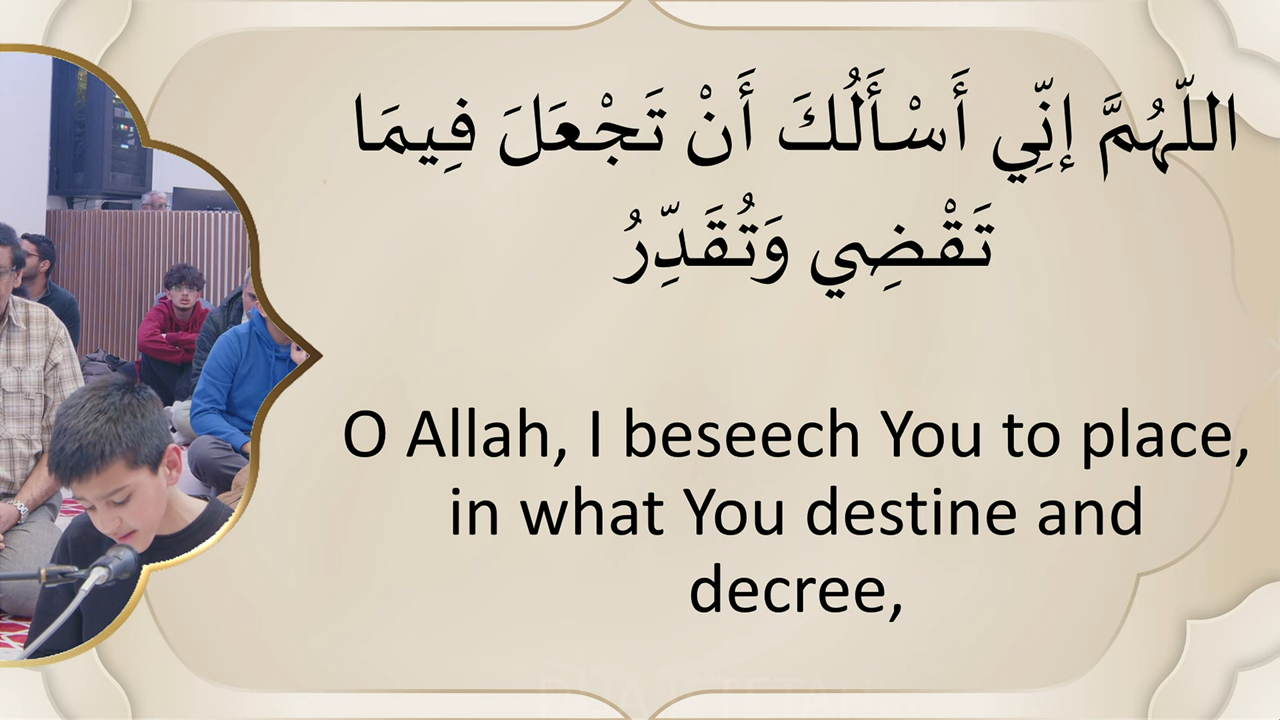 اللّهُمَّ إِنِّي أَسْأَلُكَ أَنْ تَجْعَلَ فِيمَا
تَقْضِي وَتُقَدِّرُ
O Allah, I beseech You to place,
in what You destine and
decree,